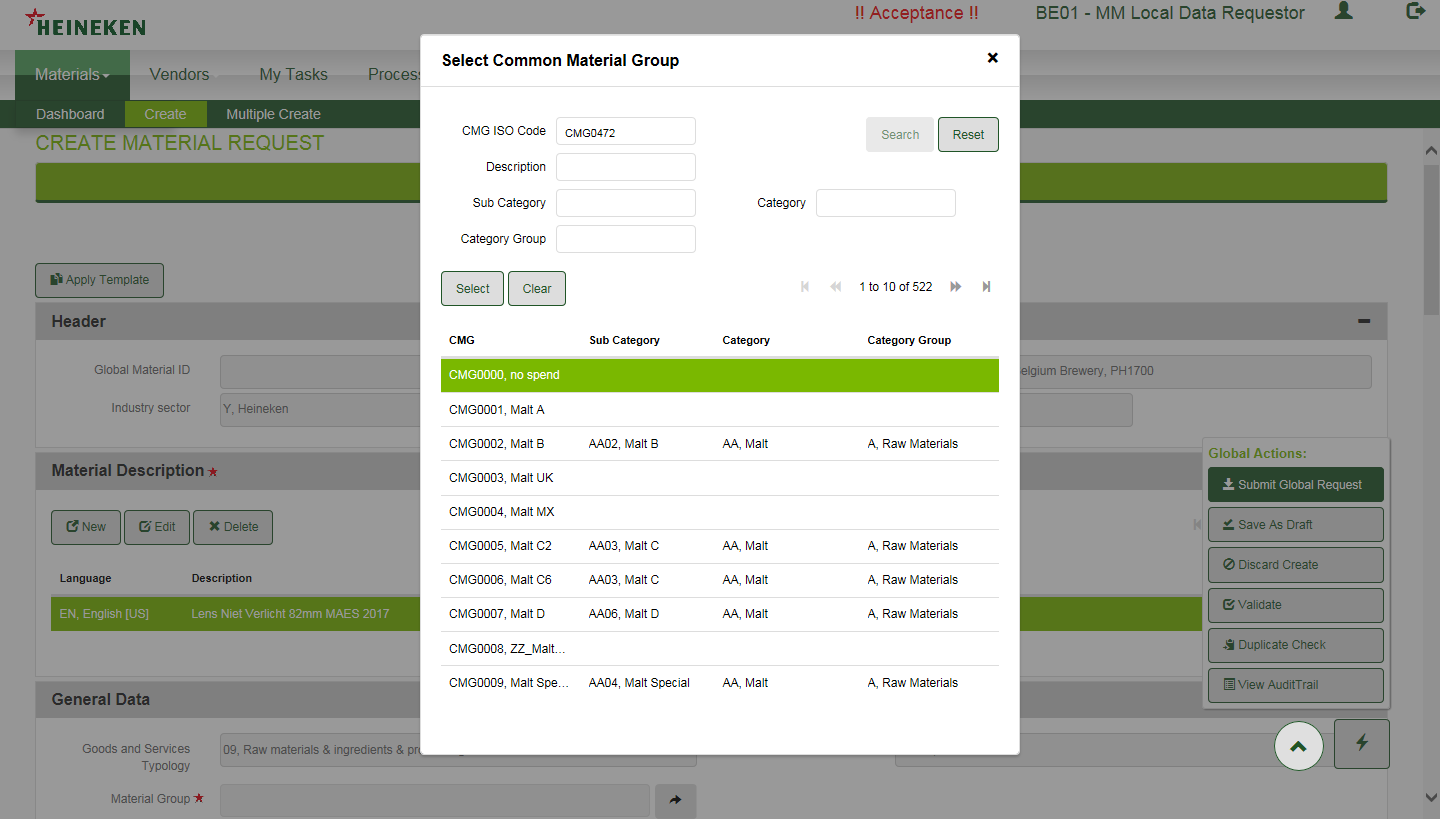 HEINEKEN
!! Acceptance !!
BE01 - MM Local Data Requestor
Materials
Vendors
My Tasks
Proces
Dashboard
Create
Multiple Create
CREATE MATERIAL REQUEST
Apply Template
Header
Global Material ID
elgium Brewery, PH1700
Industry sector
Y, Heineken
Material Description ★
New
Edit
Delete
Language
Description
EN, English [US]
Lens Niet Verlicht 82mm MAES 2017
General Data
Goods and Services
Typology
09, Raw materials & ingredients & pro
Material Group ★
Select Common Material Group
CMG ISO Code
CMG0472
Search
Reset
Description
Sub Category
Category
Category Group
Select
Clear
1 to 10 of 522
CMG Sub Category Category Category Group
CMG0000, no spend
CMG0001, Malt A
CMG0002, Malt B AA02, Malt B AA, Malt A, Raw Materials
CMG0003, Malt UK
CMG0004, Malt MX
CMG0005, Malt C2 AA03, Malt C AA, Malt A, Raw Materials
CMG0006, Malt C6 AA03, Malt C AA, Malt A, Raw Materials
CMG0007, Malt D AA06, Malt D AA, Malt A, Raw Materials
CMG0008, ZZ_Malt...
CMG0009, Malt Spe... AA04, Malt Special AA, Malt A, Raw Materials
Global Actions:
Submit Global Request
Save As Draft
Discard Create
Validate
Duplicate Check
View AuditTrail